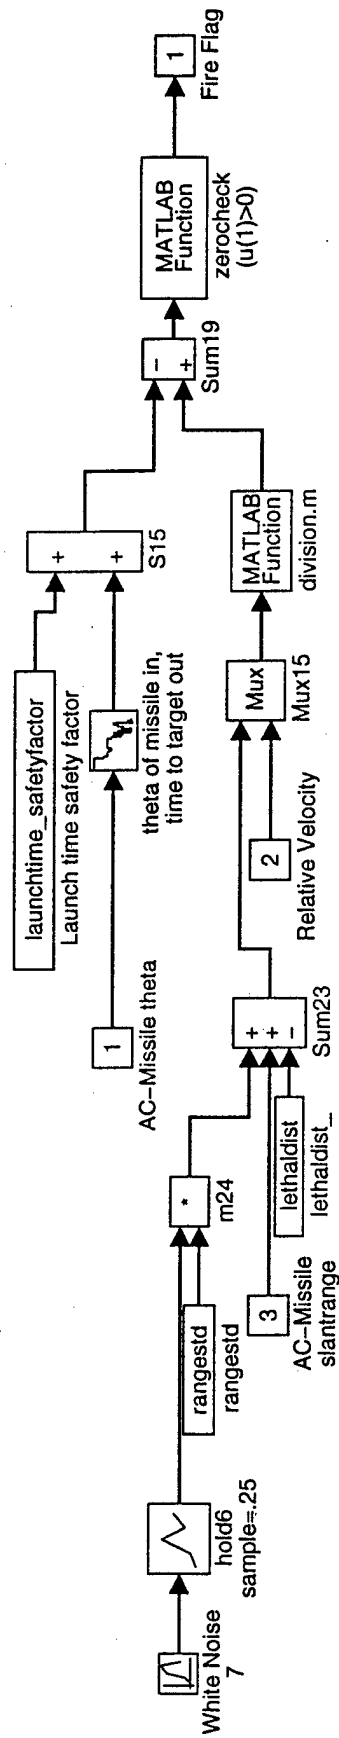 White Noise
7
hold6
sample=.25
rangestd
rangestd
*
m24
3
AC-Missile
slantrange
lethaldist
lethaldist_
+
+
-
Sum23
1
AC-Missile theta
launchtime_safetyfactor
Launch time safety factor
theta of missile in,
time to target out
+
+
S15
2
Relative Velocity
Mux
Mux15
MATLAB
Function
division.m
-
+
Sum19
MATLAB
Function
zerocheck
(u(1)>0)
1
Fire Flag